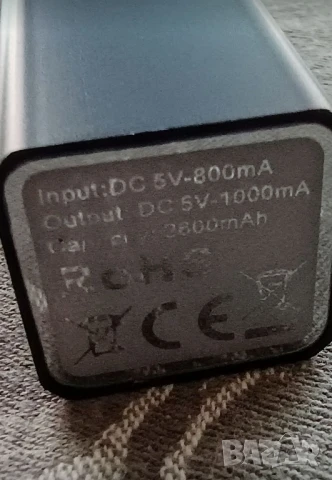 Input:DC 5V-800mA
Output DC 5V-1000mA
2600mAh
RoHS
CE
BAZAR